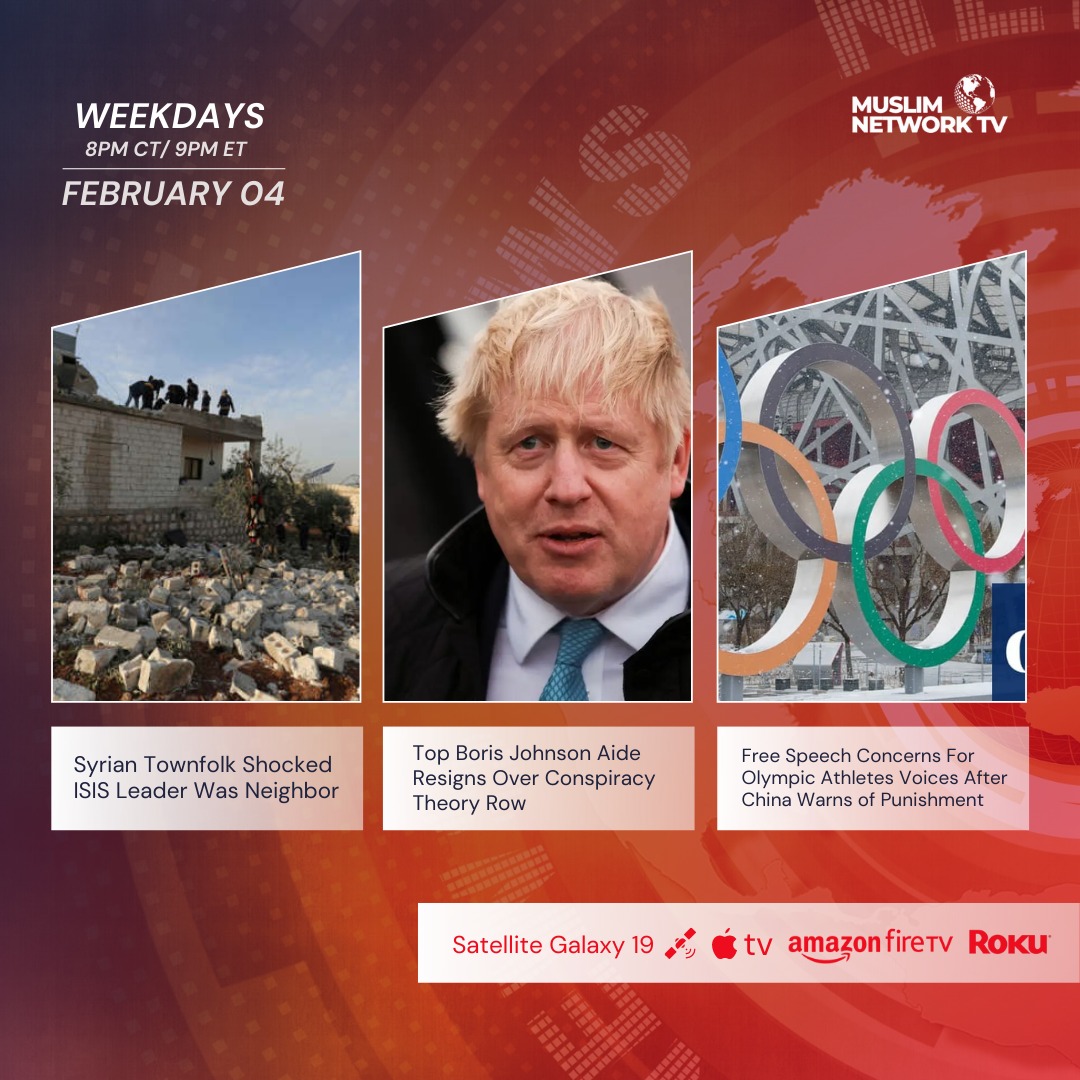 WEEKDAYS
8PM CT/ 9PM ET
FEBRUARY 04
MUSLIM
NETWORK TV
NEWS
Syrian Townfolk Shocked
ISIS Leader Was Neighbor
Top Boris Johnson Aide
Resigns Over Conspiracy
Theory Row
Free Speech Concerns For
Olympic Athletes Voices After
China Warns of Punishment
Satellite Galaxy 19
tv
amazon fireTV
ROKU